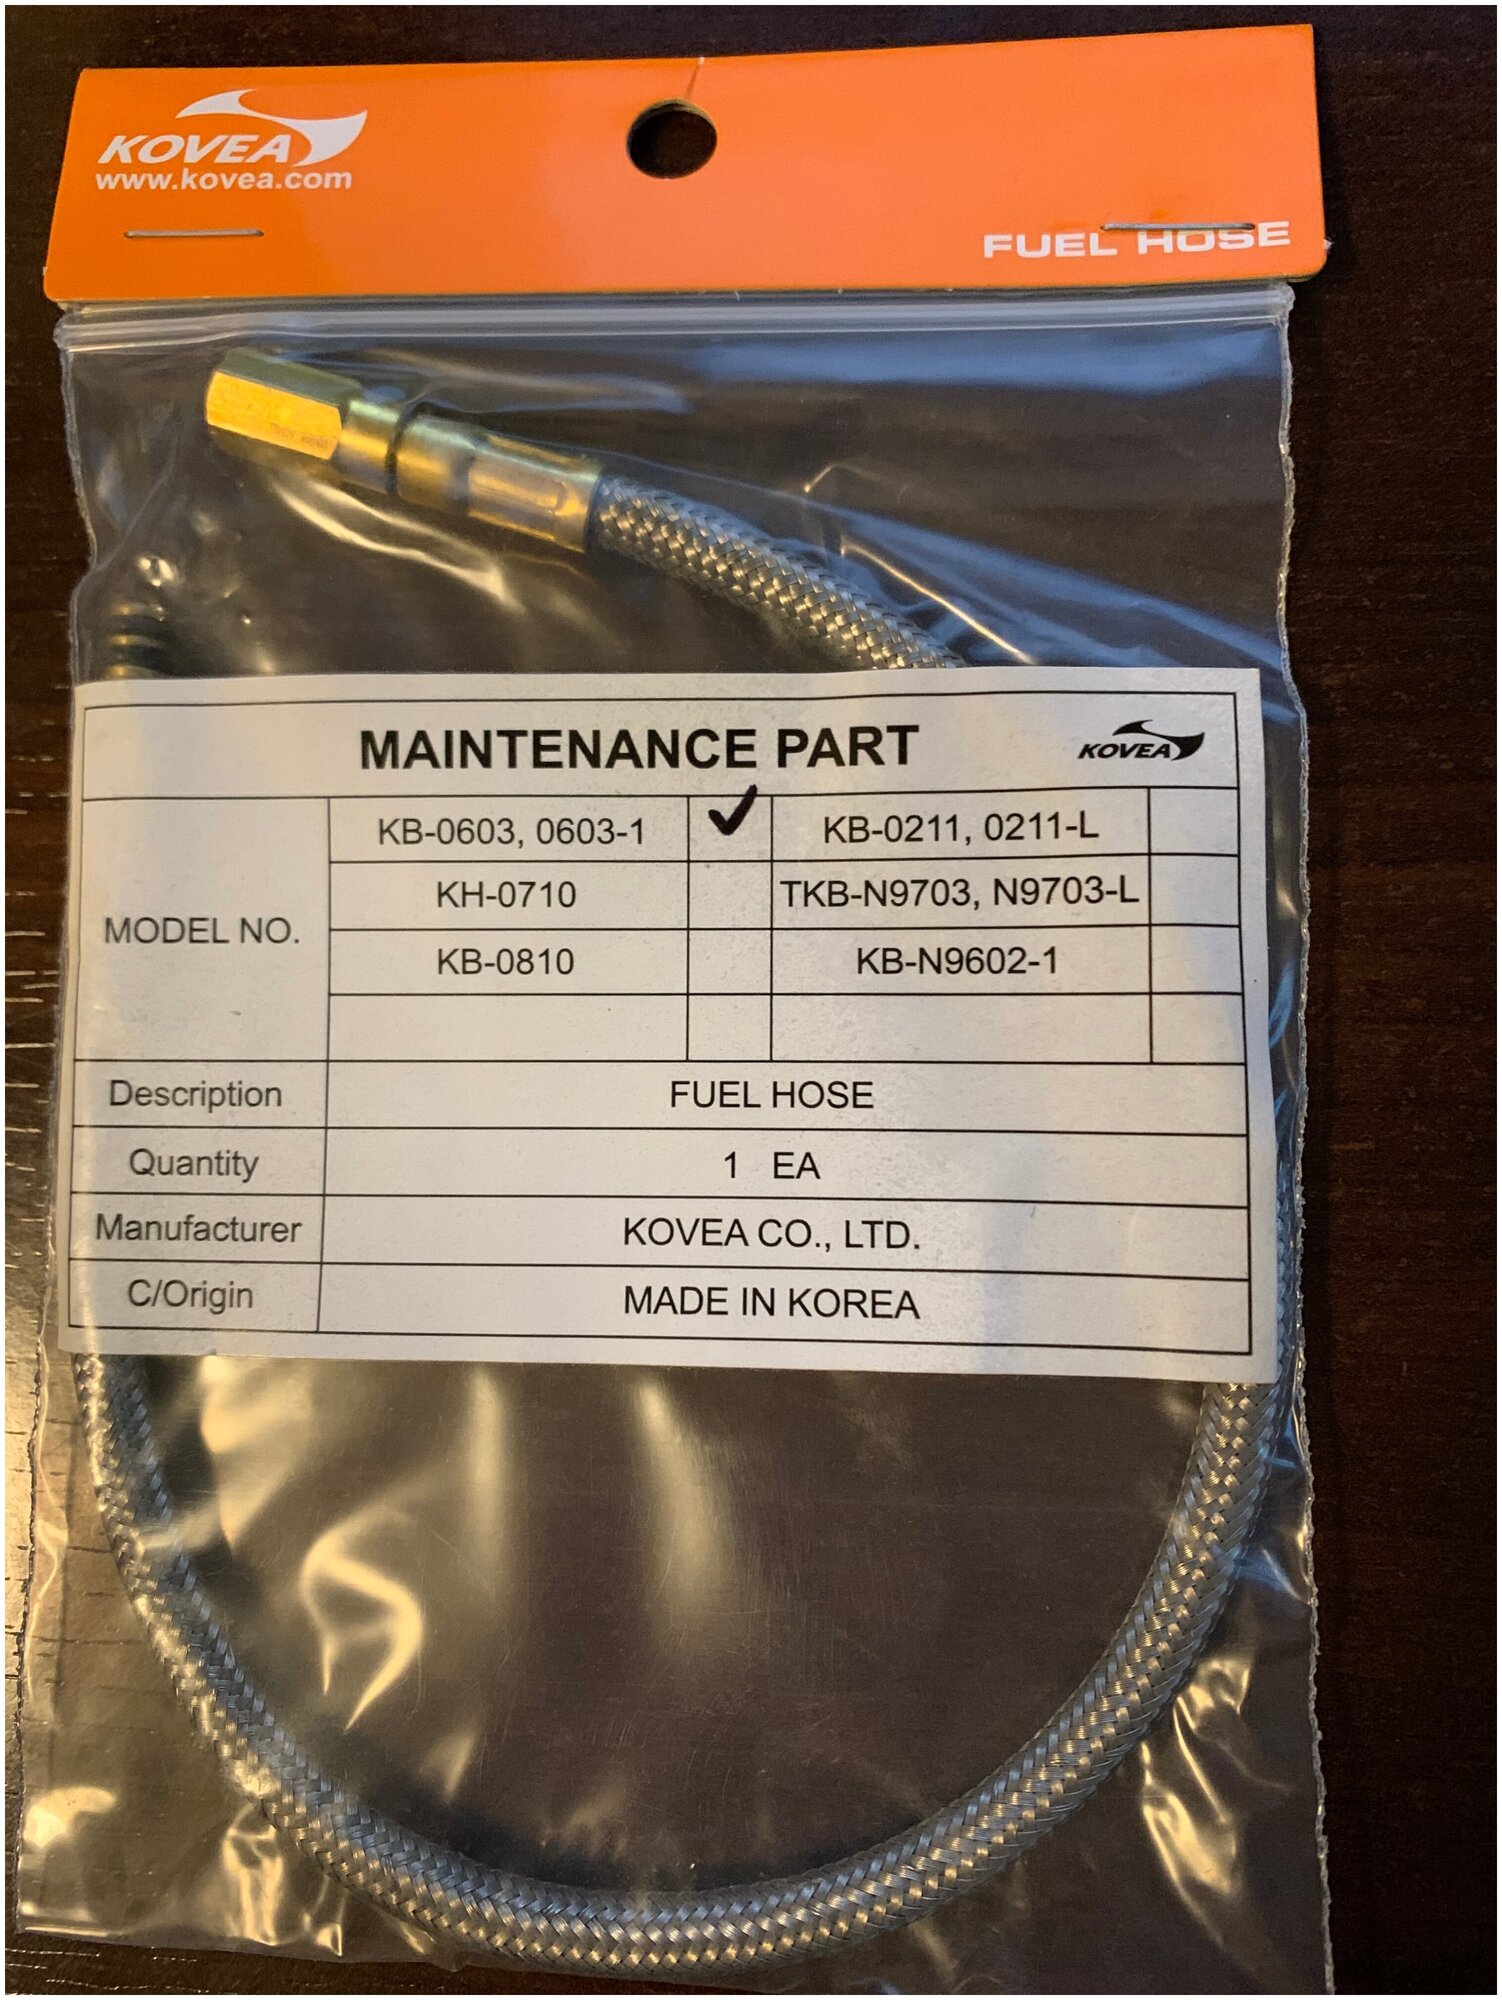 KOVEA
www.kovea.com
FUEL HOSE
MAINTENANCE PART
KOVEA
MODEL NO.
KB-0603, 0603-1 ✓ KB-0211, 0211-L
KH-0710 TKB-N9703, N9703-L
KB-0810 KB-N9602-1
Description FUEL HOSE
Quantity 1 EA
Manufacturer KOVEA CO., LTD.
C/Origin MADE IN KOREA